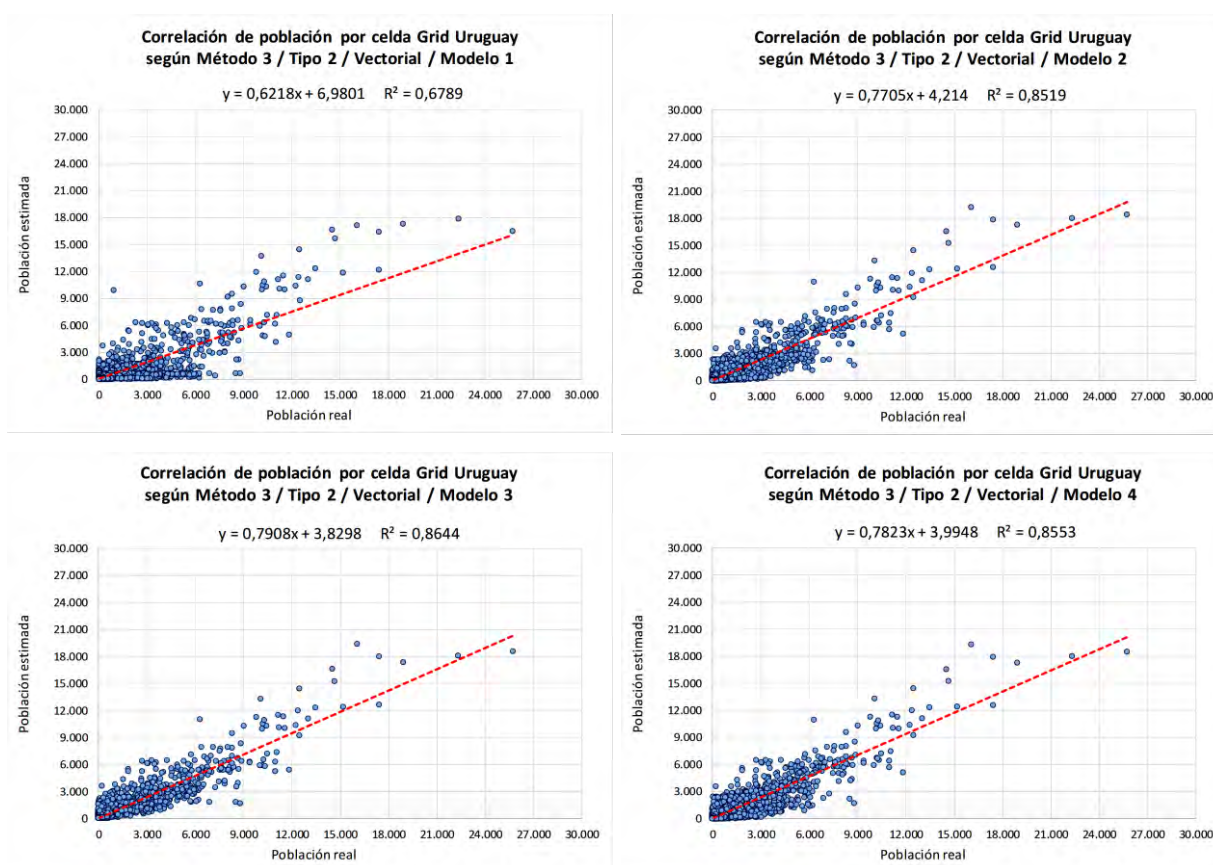 Correlación de población por celda Grid Uruguay
según Método 3 / Tipo 2 / Vectorial / Modelo 1
y = 0,6218x + 6,9801 R² = 0,6789
30.000
27.000
24.000
21.000
18.000
15.000
12.000
9.000
6.000
3.000
0
Población estimada
0 3.000 6.000 9.000 12.000 15.000 18.000 21.000 24.000 27.000 30.000
Población real
Correlación de población por celda Grid Uruguay
según Método 3 / Tipo 2 / Vectorial / Modelo 2
y = 0,7705x + 4,214 R² = 0,8519
30.000
27.000
24.000
21.000
18.000
15.000
12.000
9.000
6.000
3.000
0
Población estimada
0 3.000 6.000 9.000 12.000 15.000 18.000 21.000 24.000 27.000 30.000
Población real
Correlación de población por celda Grid Uruguay
según Método 3 / Tipo 2 / Vectorial / Modelo 3
y = 0,7908x + 3,8298 R² = 0,8644
30.000
27.000
24.000
21.000
18.000
15.000
12.000
9.000
6.000
3.000
0
Población estimada
0 3.000 6.000 9.000 12.000 15.000 18.000 21.000 24.000 27.000 30.000
Población real
Correlación de población por celda Grid Uruguay
según Método 3 / Tipo 2 / Vectorial / Modelo 4
y = 0,7823x + 3,9948 R² = 0,8553
30.000
27.000
24.000
21.000
18.000
15.000
12.000
9.000
6.000
3.000
0
Población estimada
0 3.000 6.000 9.000 12.000 15.000 18.000 21.000 24.000 27.000 30.000
Población real